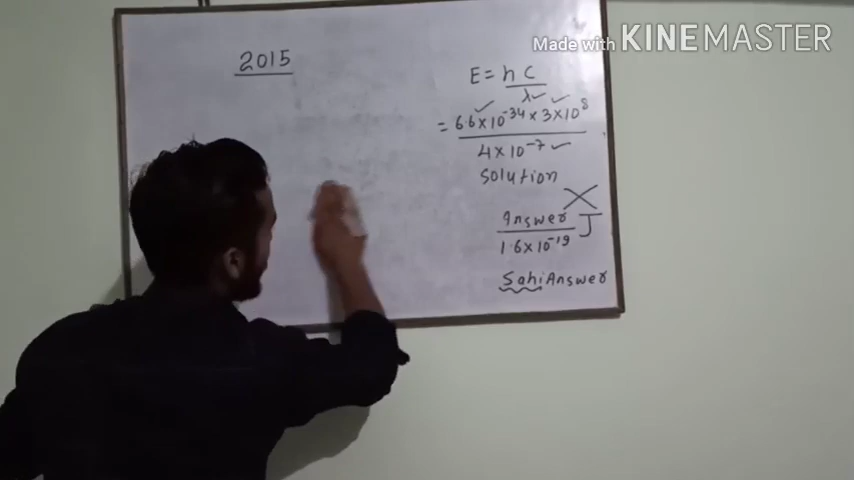 Made with KINEMASTER
2015
E = hc
λ
= 6.6×10⁻³⁴ × 3×10⁸
4×10⁻⁷
Solution
Answer J
1.6×10⁻¹⁹
Sahi Answer